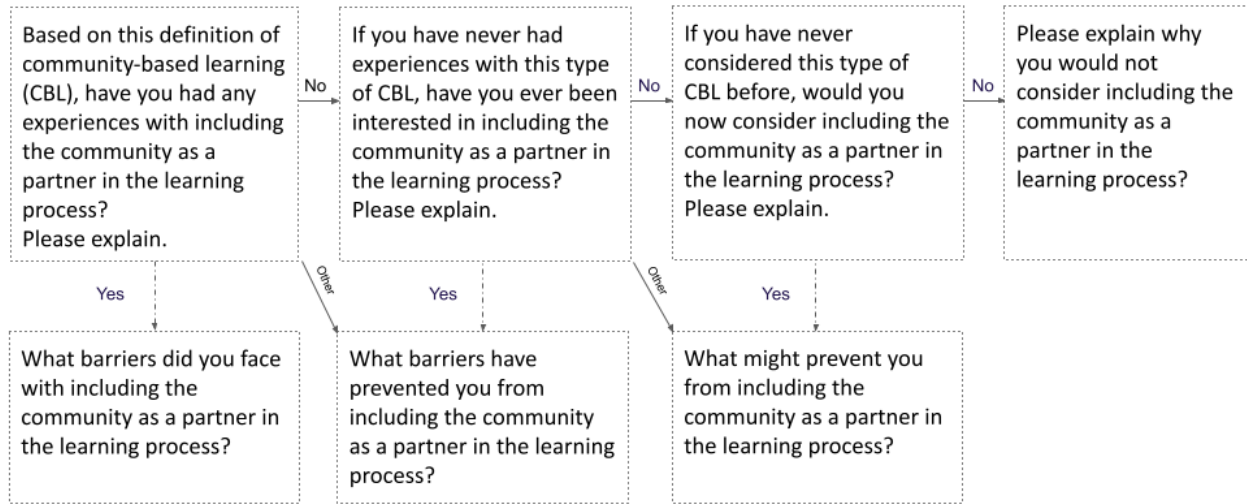 Based on this definition of
community-based learning
(CBL), have you had any
experiences with including
the community as a
partner in the learning
process?
Please explain.
No
If you have never had
experiences with this type
of CBL, have you ever been
interested in including the
community as a partner in
the learning process?
Please explain.
No
If you have never
considered this type of
CBL before, would you
now consider including the
community as a partner in
the learning process?
Please explain.
No
Please explain why
you would not
consider including the
community as a
partner in the
learning process?
Yes
Other
Yes
Other
Yes
What barriers did you face
with including the
community as a partner in
the learning process?
What barriers have
prevented you from
including the community
as a partner in the learning
process?
What might prevent you
from including the
community as a partner in
the learning process?